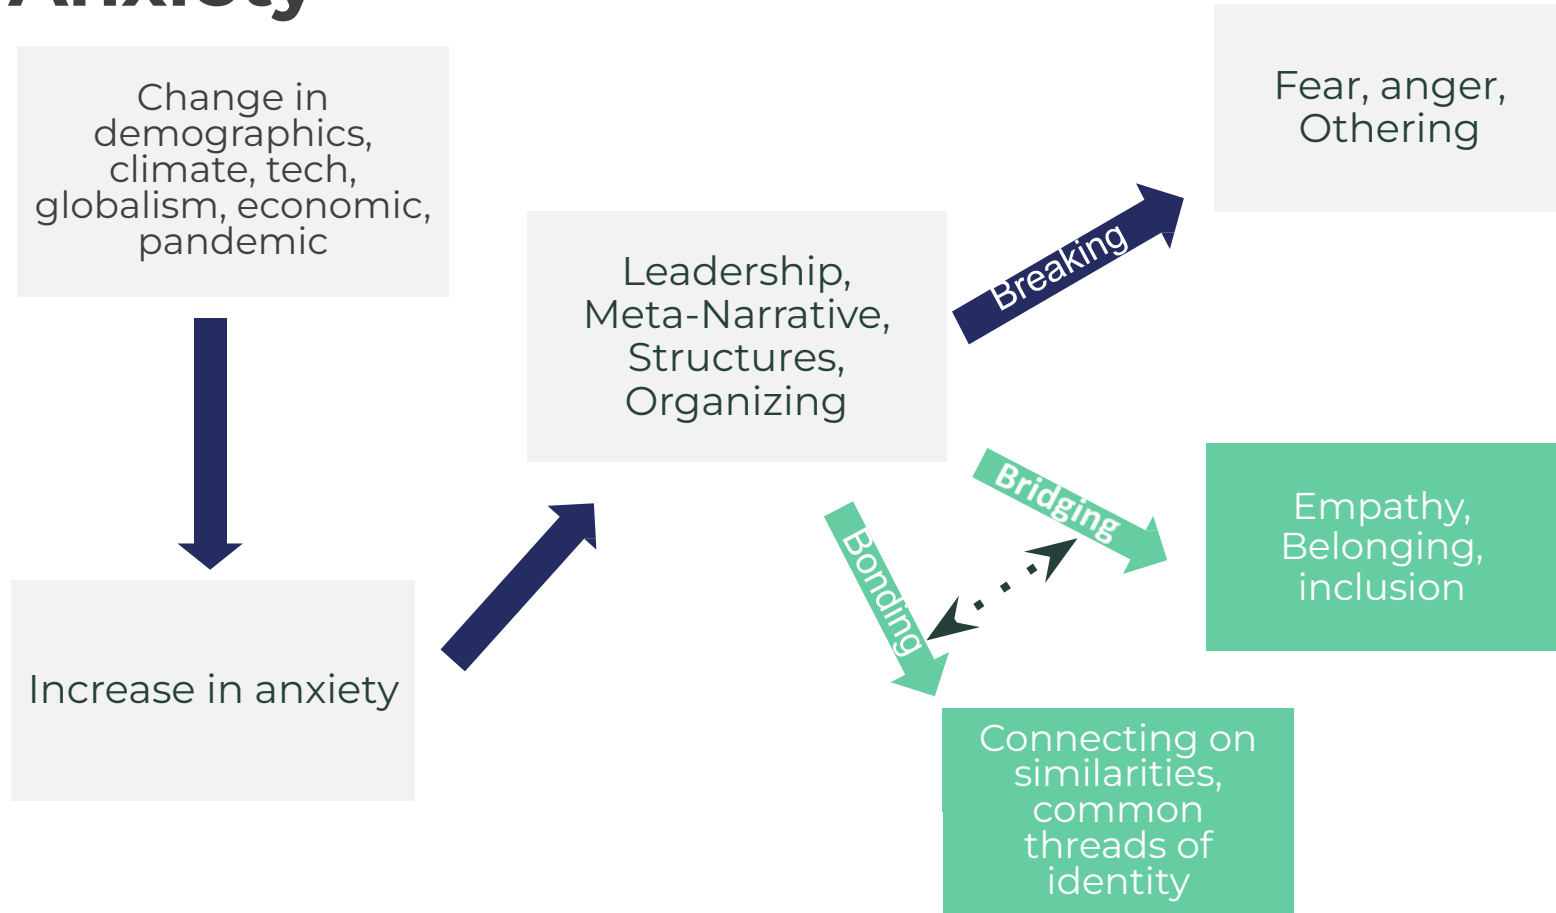 Anxiety
Change in
demographics,
climate, tech,
globalism, economic,
pandemic
Increase in anxiety
Leadership,
Meta-Narrative,
Structures,
Organizing
Breaking
Fear, anger,
Othering
Bridging
Empathy,
Belonging,
inclusion
Bonding
Connecting on
similarities,
common
threads of
identity